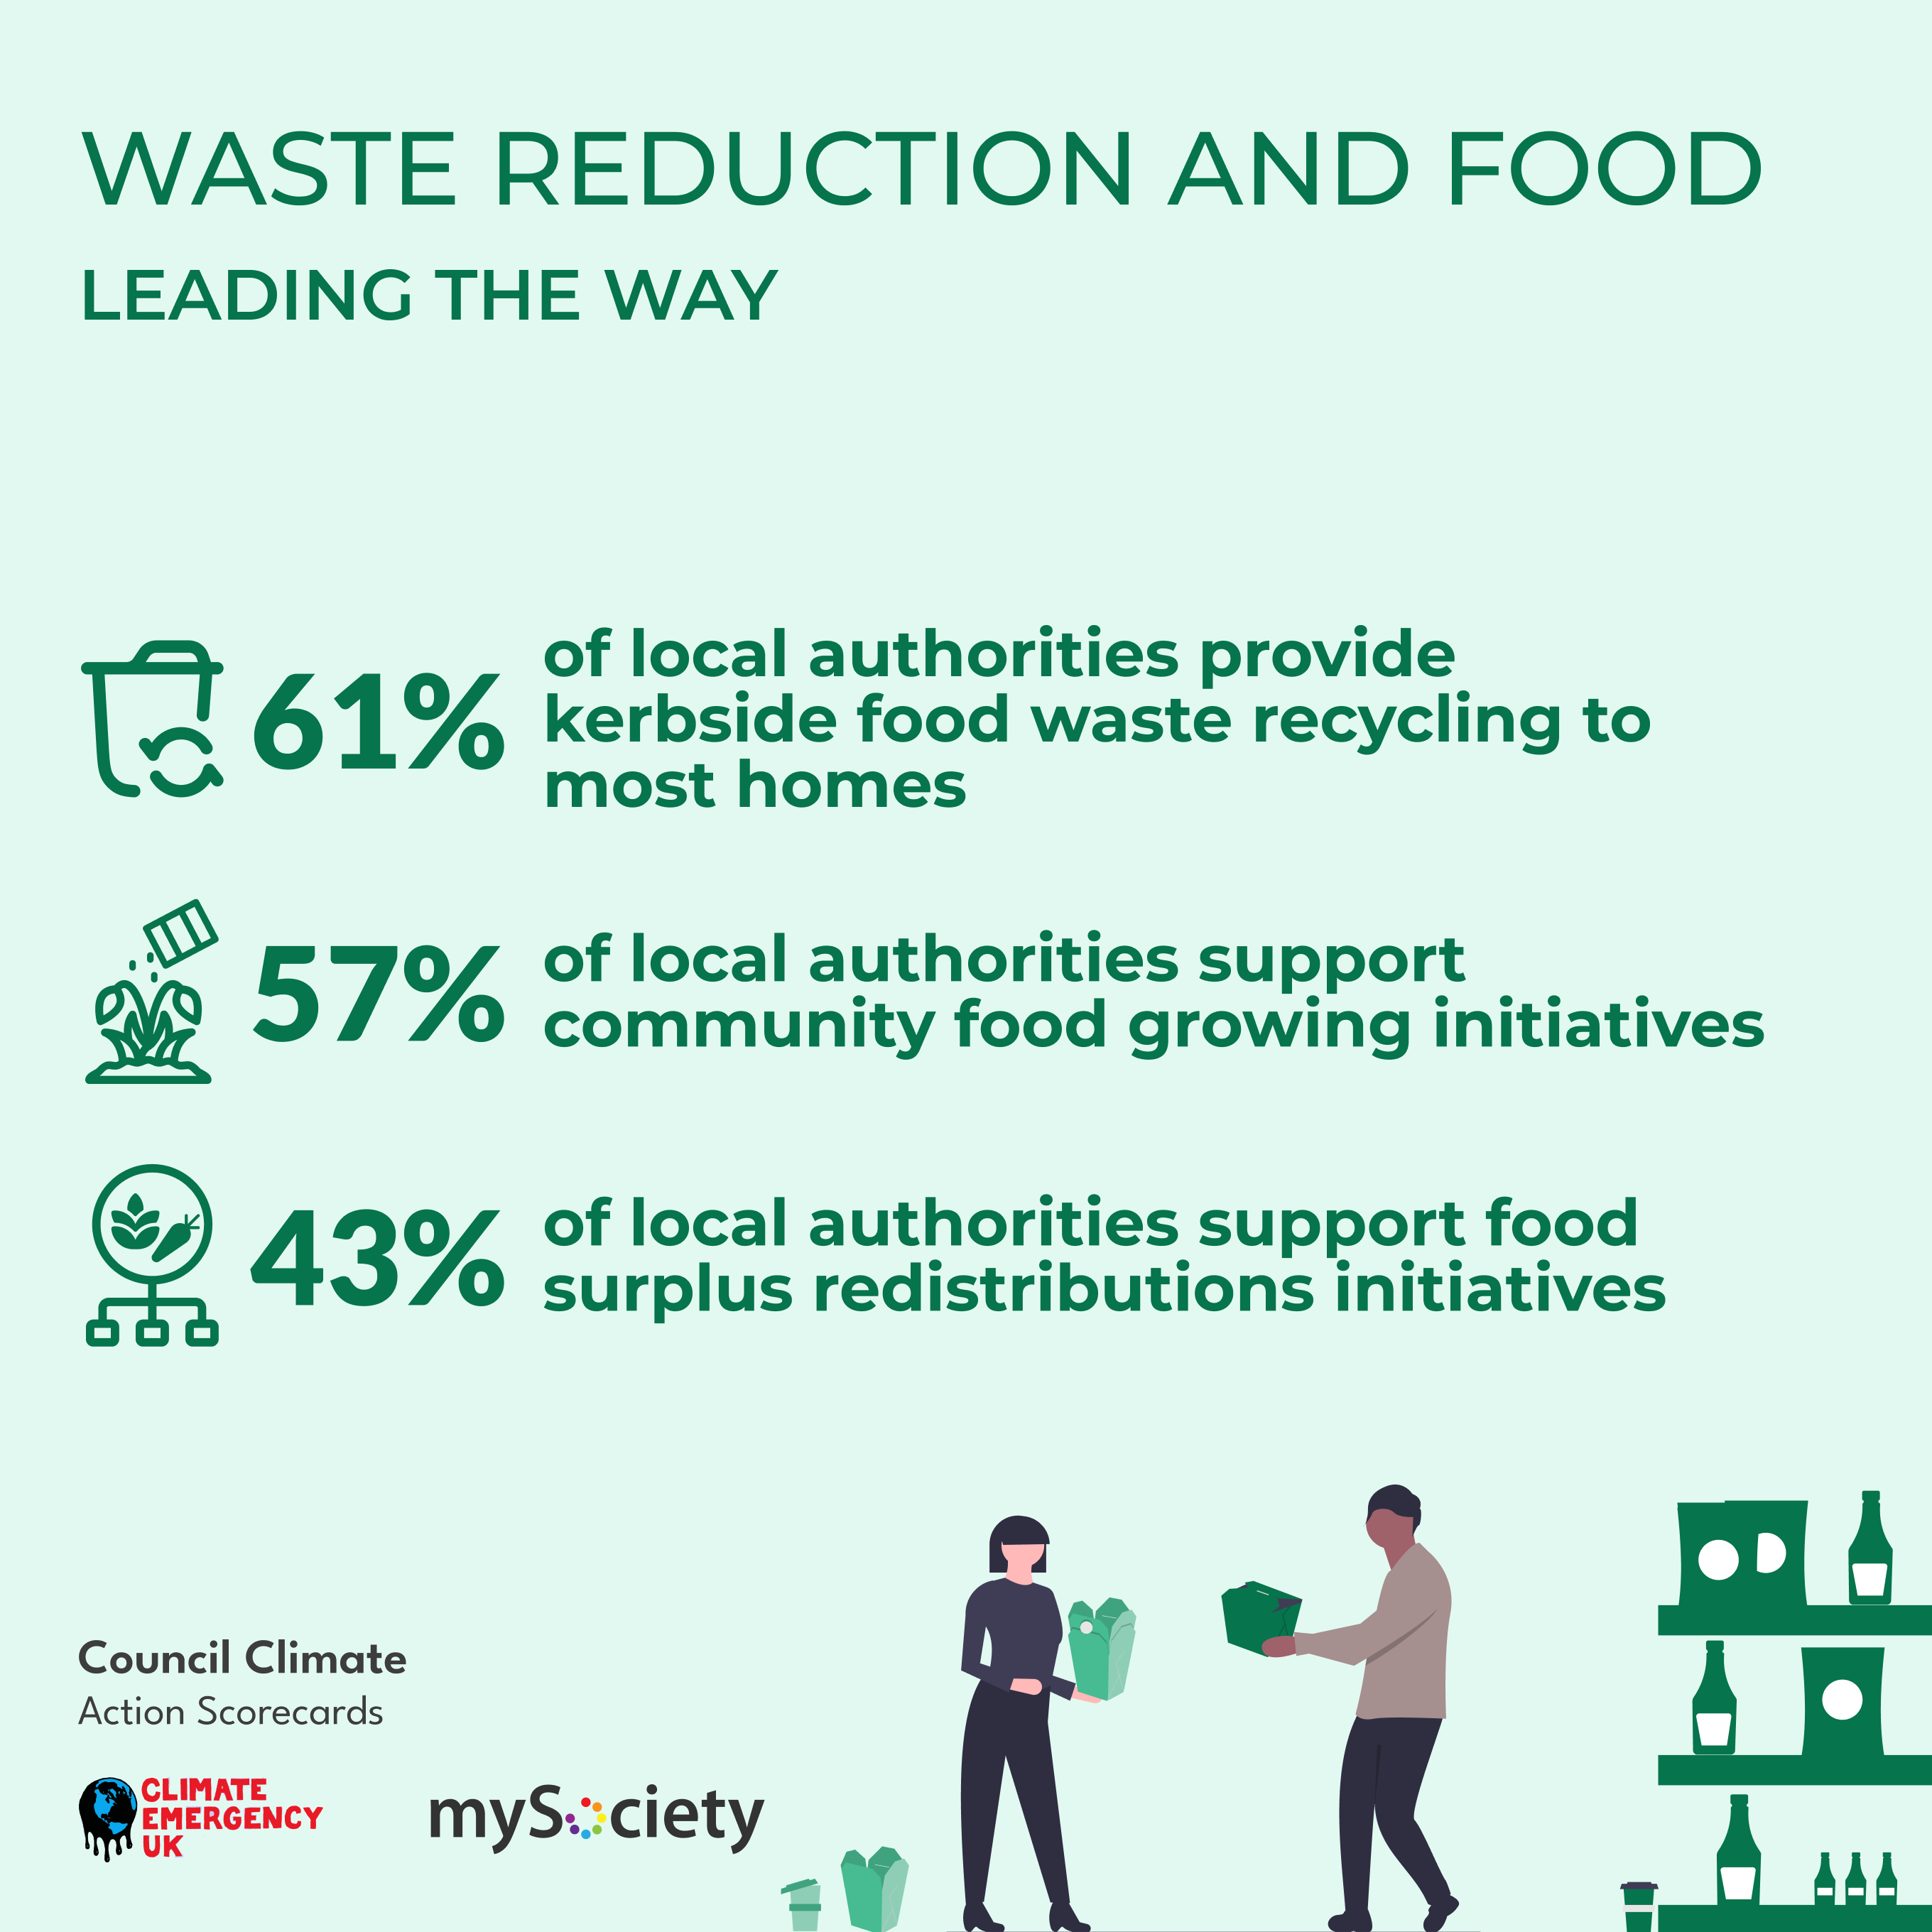 WASTE REDUCTION AND FOOD
LEADING THE WAY
61%
of local authorities provide
kerbside food waste recycling to
most homes
57%
of local authorities support
community food growing initiatives
43%
of local authorities support food
surplus redistributions initiatives
Council Climate
Action Scorecards
CLIMATE
EMERGENCY
UK
mySociety